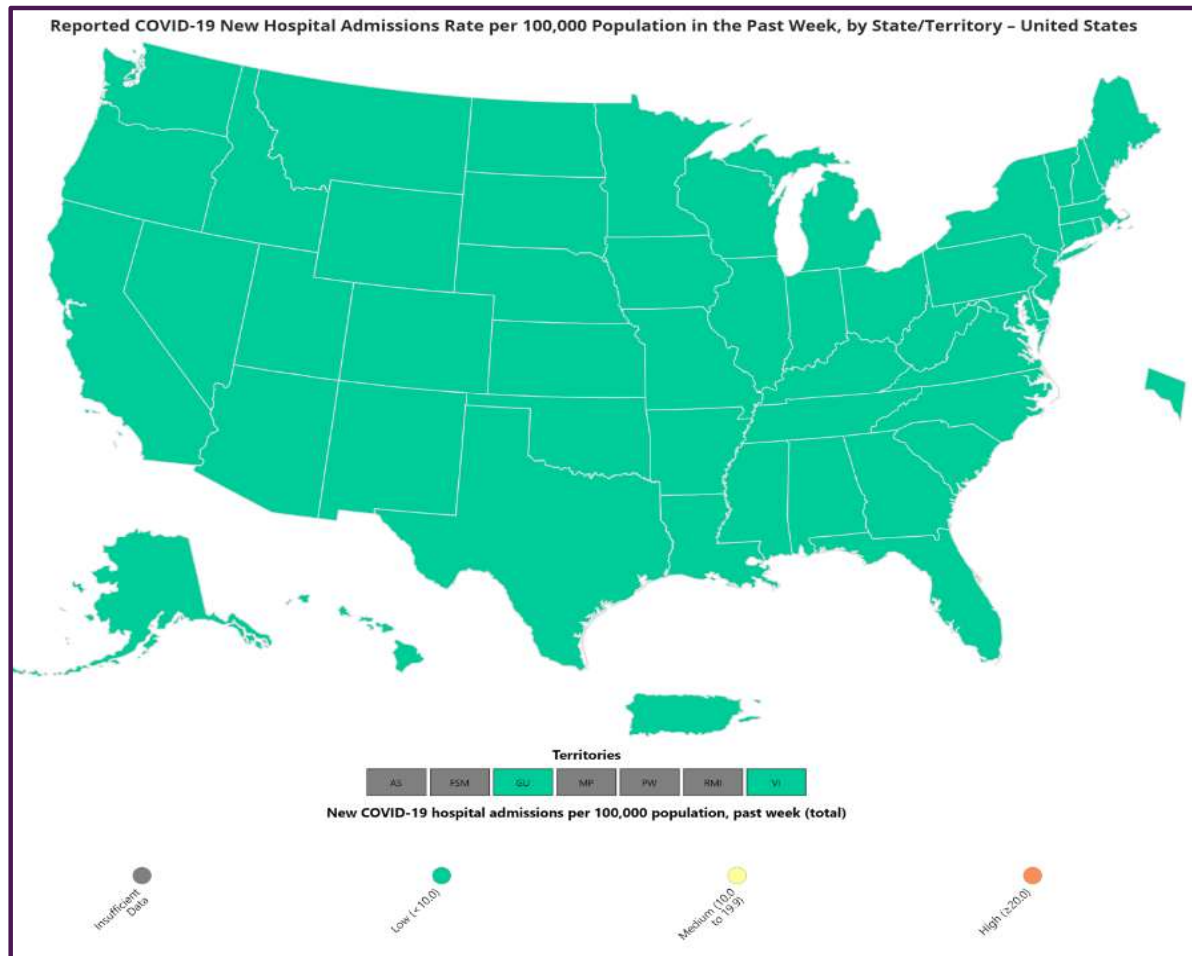 Reported COVID-19 New Hospital Admissions Rate per 100,000 Population in the Past Week, by State/Territory – United States
Territories
AS
FSM
GU
MP
PW
RMI
VI
New COVID-19 hospital admissions per 100,000 population, past week (total)
Insufficient
Data
Low (<10.0)
Medium (10.0
to 19.9)
High (≥20.0)